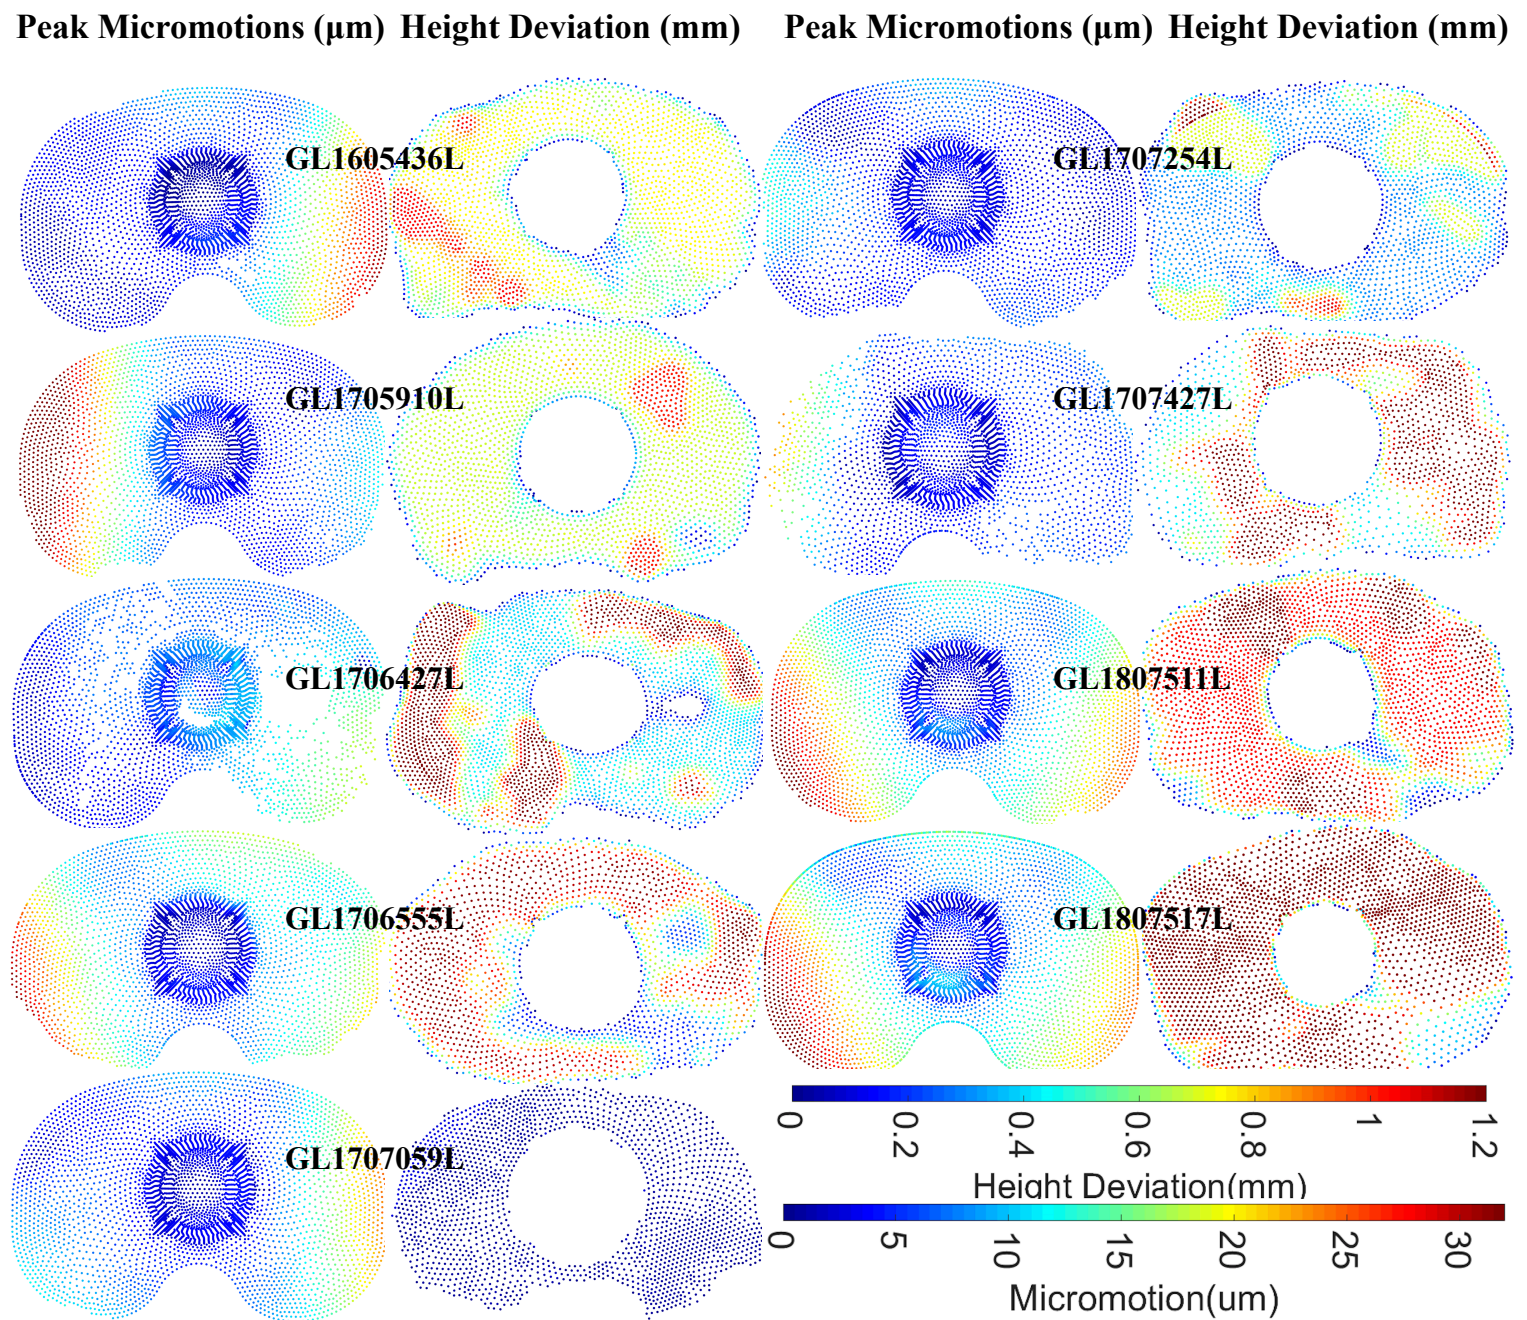 Peak Micromotions (μm) Height Deviation (mm) Peak Micromotions (μm) Height Deviation (mm)
GL1605436L GL1707254L
GL1705910L GL1707427L
GL1706427L GL1807511L
GL1706555L GL1807517L
GL1707059L
0 0.2 0.4 0.6 0.8 1 1.2
Height Deviation(mm)
0 5 10 15 20 25 30
Micromotion(um)